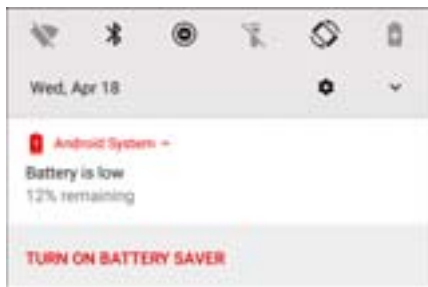 Wed, Apr 18
Android System
Battery is low
12% remaining
TURN ON BATTERY SAVER